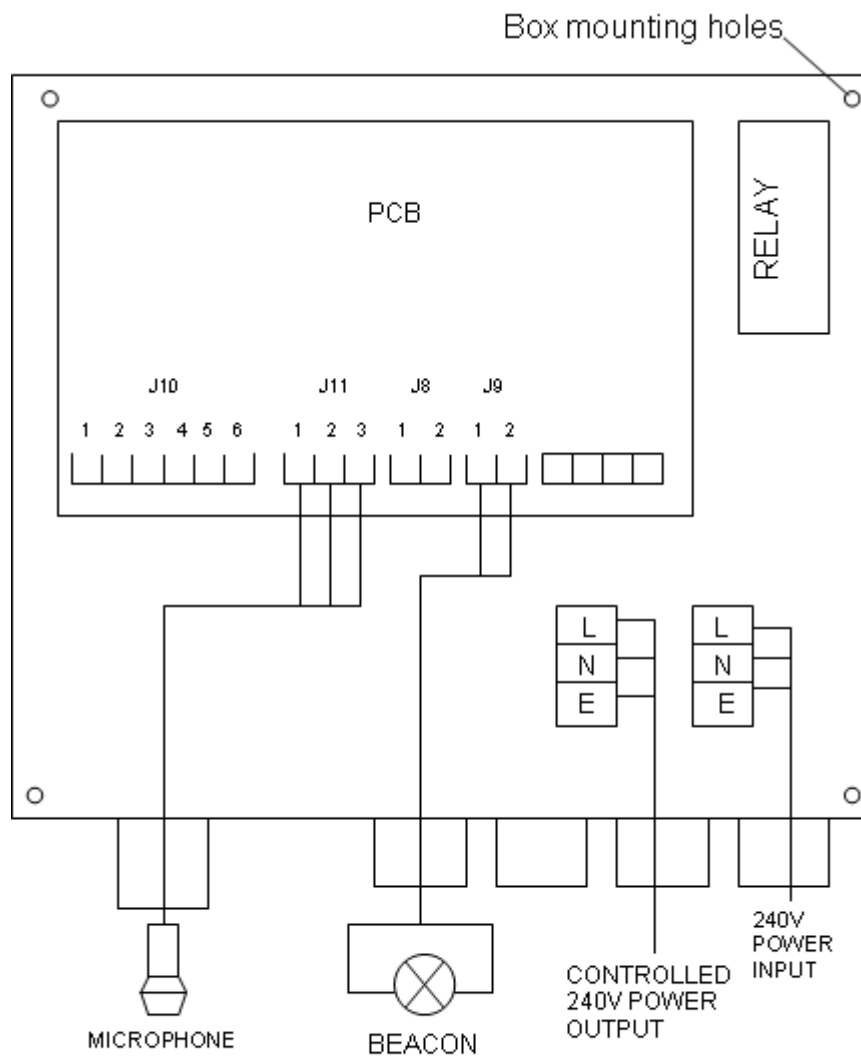 Box mounting holes
PCB
RELAY
J10 J11 J8 J9
1 2 3 4 5 6 1 2 3 1 2 1 2
L L
N N
E E
240V
POWER
INPUT
CONTROLLED
240V POWER
OUTPUT
MICROPHONE
BEACON